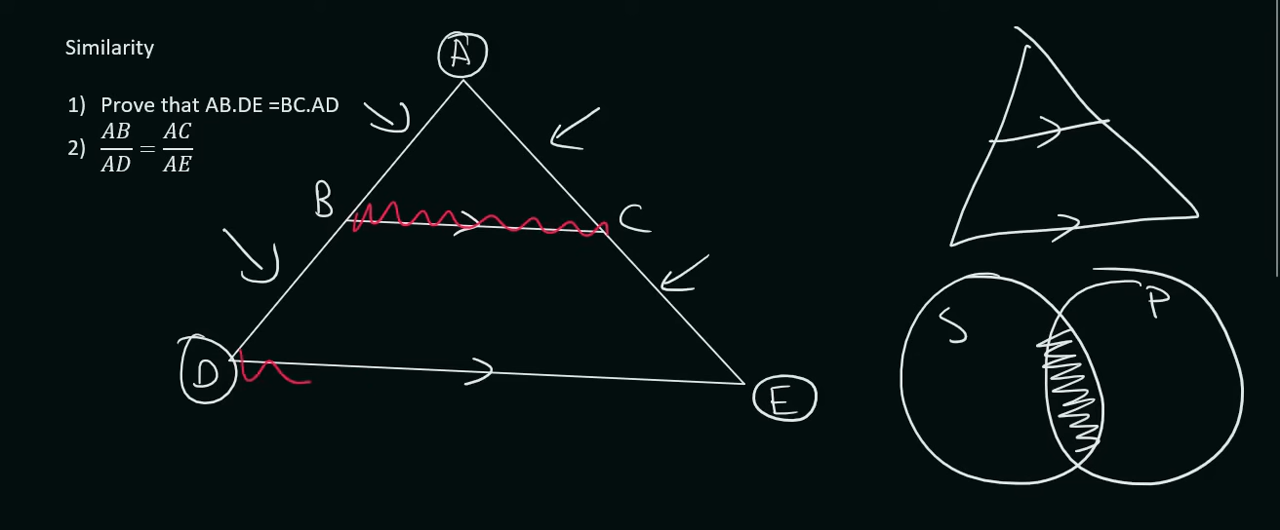 Similarity
1) Prove that AB.DE =BC.AD
2) AB/AD = AC/AE
A
B
C
D
E
S
P